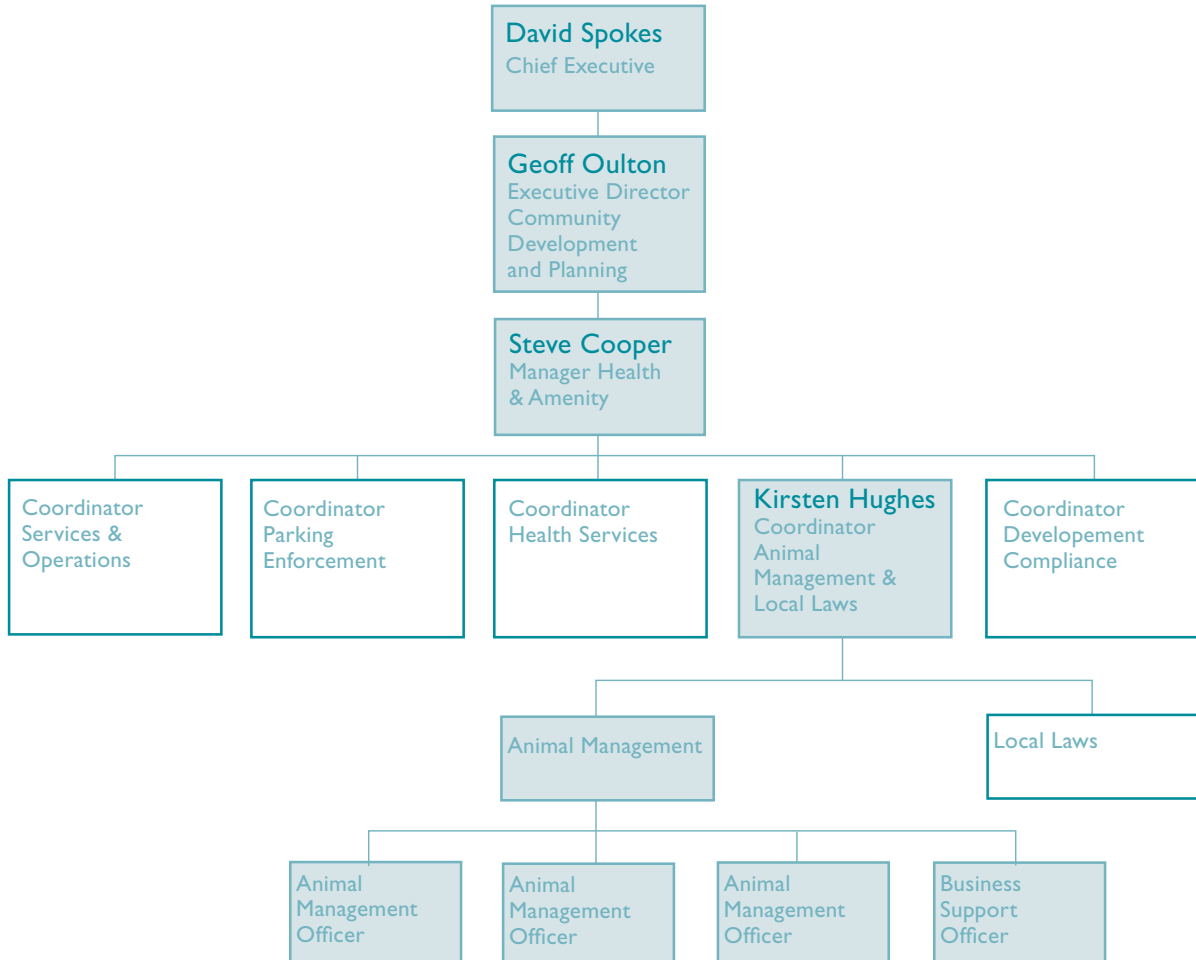 David Spokes
Chief Executive
Geoff Oulton
Executive Director
Community
Development
and Planning
Steve Cooper
Manager Health
& Amenity
Coordinator
Services &
Operations
Coordinator
Parking
Enforcement
Coordinator
Health Services
Kirsten Hughes
Coordinator
Animal
Management &
Local Laws
Coordinator
Developement
Compliance
Animal Management
Local Laws
Animal
Management
Officer
Animal
Management
Officer
Animal
Management
Officer
Business
Support
Officer